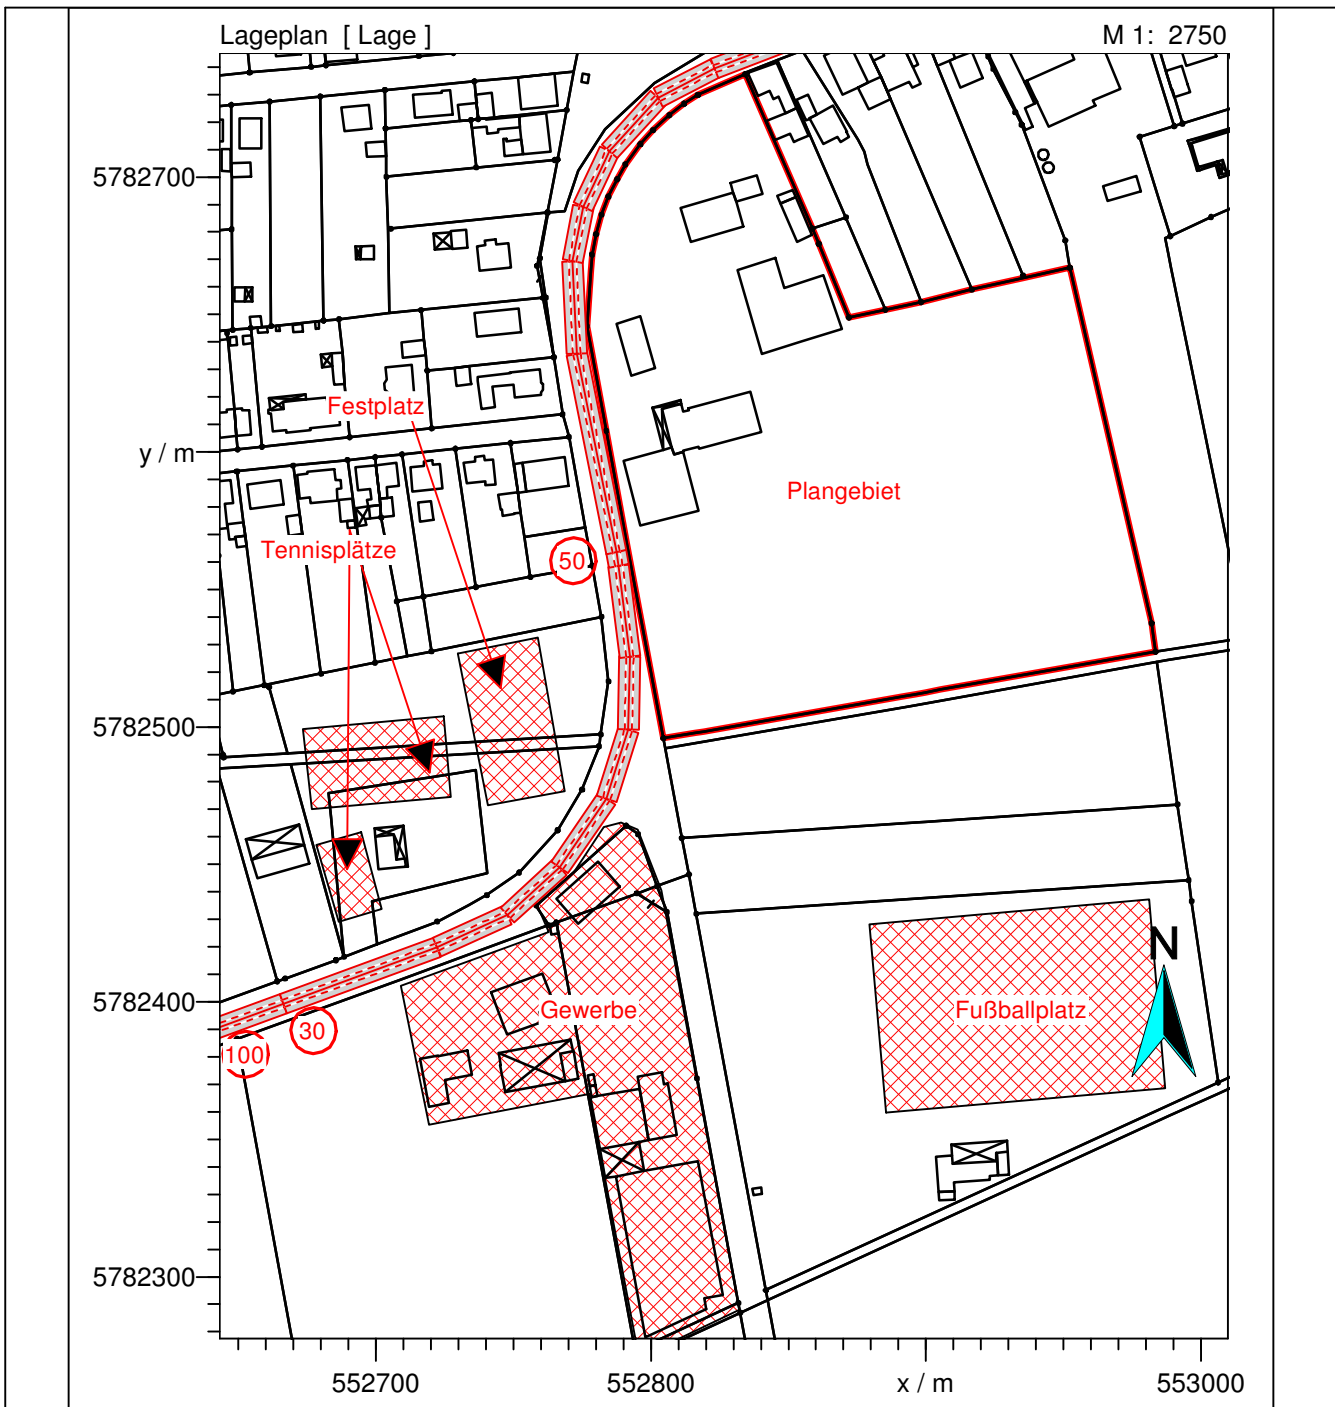 Lageplan [ Lage ]
M 1: 2750
5782700
Festplatz
y / m
Plangebiet
Tennisplätze
50
5782500
N
5782400
Gewerbe
Fußballplatz
30
100
5782300
552700
552800
x / m
553000